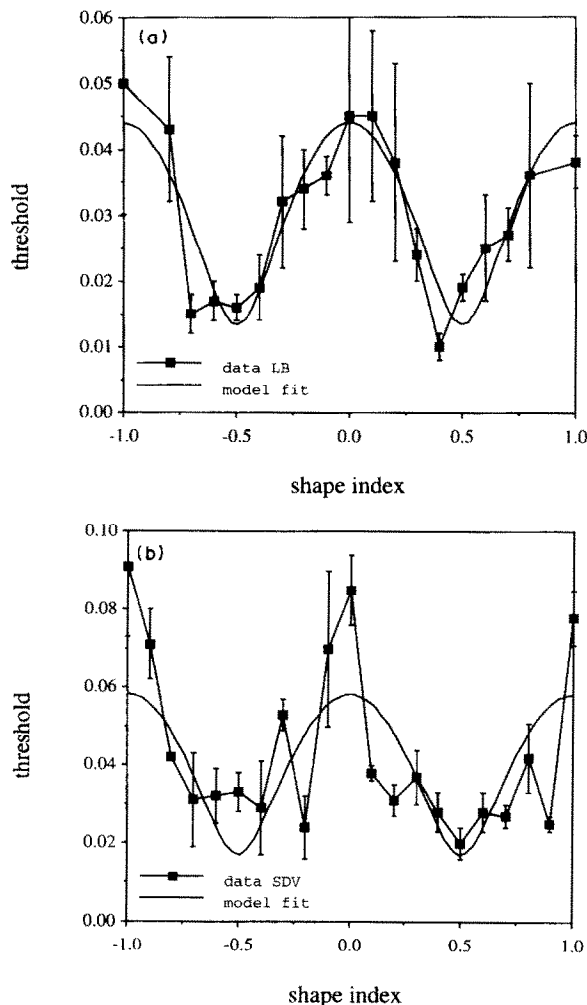 0.06
(a)
0.05
0.04
threshold
0.03
0.02
0.01
data LB
model fit
0.00
-1.0 -0.5 0.0 0.5 1.0
shape index
0.10
(b)
0.08
0.06
threshold
0.04
0.02
data SDV
model fit
0.00
-1.0 -0.5 0.0 0.5 1.0
shape index